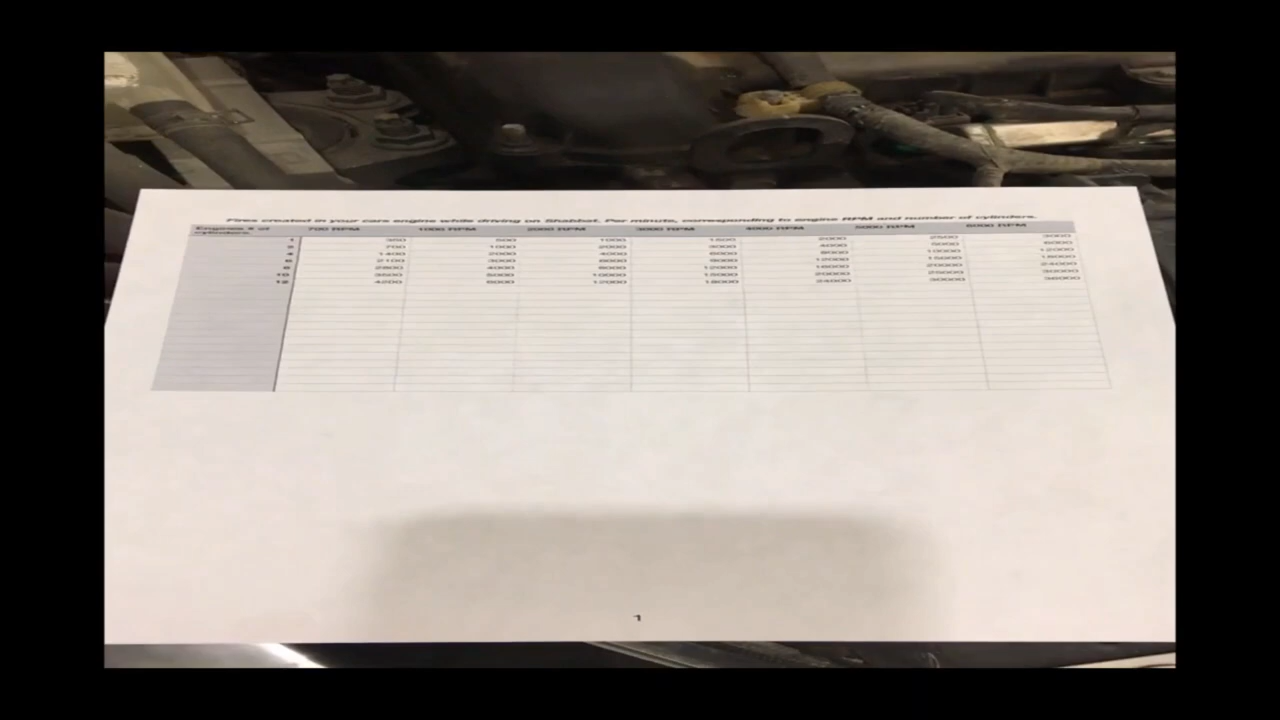 Fires created in your cars engine while driving on Shabbat. Per minute, corresponding to engine RPM and number of cylinders.
Engines # of cylinders. 700 RPM 1000 RPM 2000 RPM 3000 RPM 4000 RPM 5000 RPM 6000 RPM
1 350 500 1000 1500 2000 2500 3000
2 700 1000 2000 3000 4000 5000 6000
4 1400 2000 4000 6000 8000 10000 12000
6 2100 3000 6000 9000 12000 15000 18000
8 2800 4000 8000 12000 16000 20000 24000
10 3500 5000 10000 15000 20000 25000 30000
12 4200 6000 12000 18000 24000 30000 36000
1